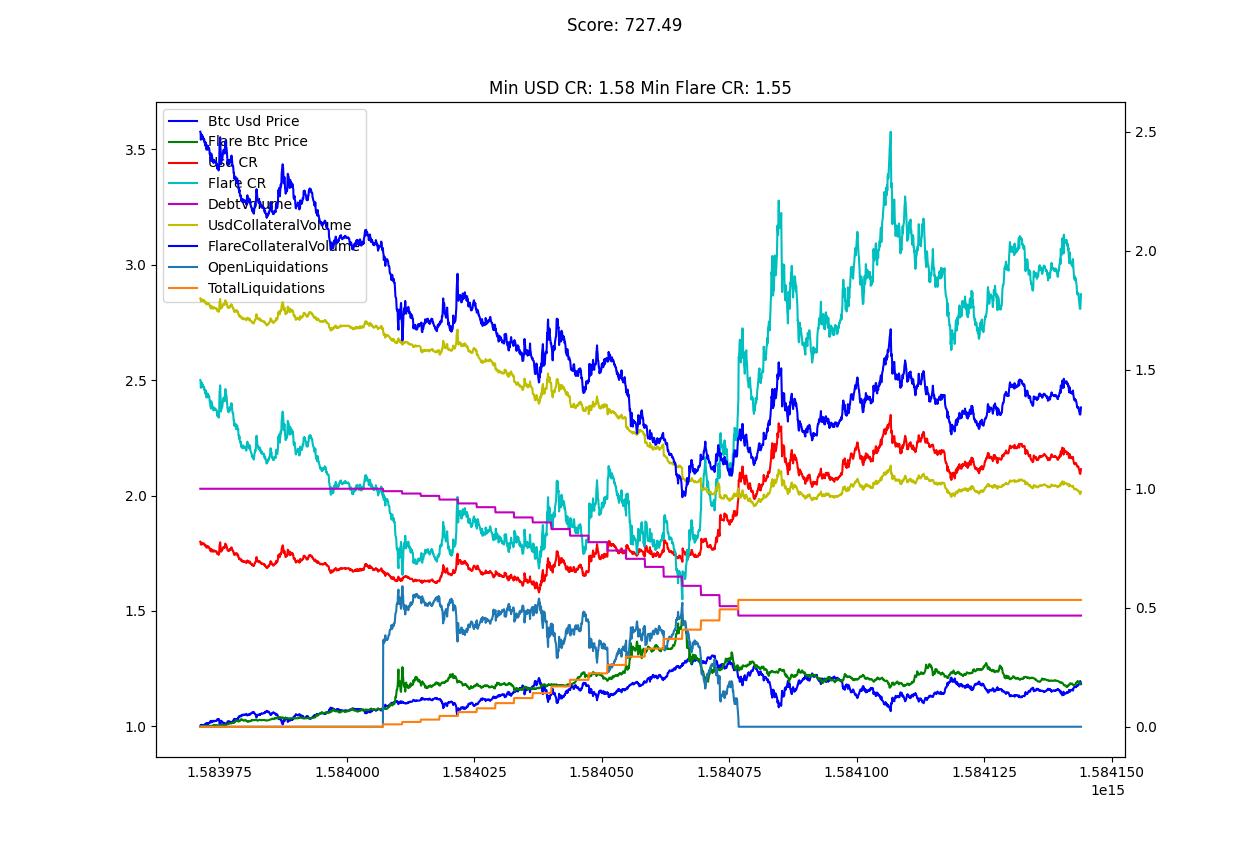 Score: 727.49
Min USD CR: 1.58 Min Flare CR: 1.55
Btc Usd Price
Flare Btc Price
Usd CR
Flare CR
DebtVolume
UsdCollateralVolume
FlareCollateralVolume
OpenLiquidations
TotalLiquidations
3.5
3.0
2.5
2.0
1.5
1.0
2.5
2.0
1.5
1.0
0.5
0.0
1.583975 1.584000 1.584025 1.584050 1.584075 1.584100 1.584125 1.584150
1e15